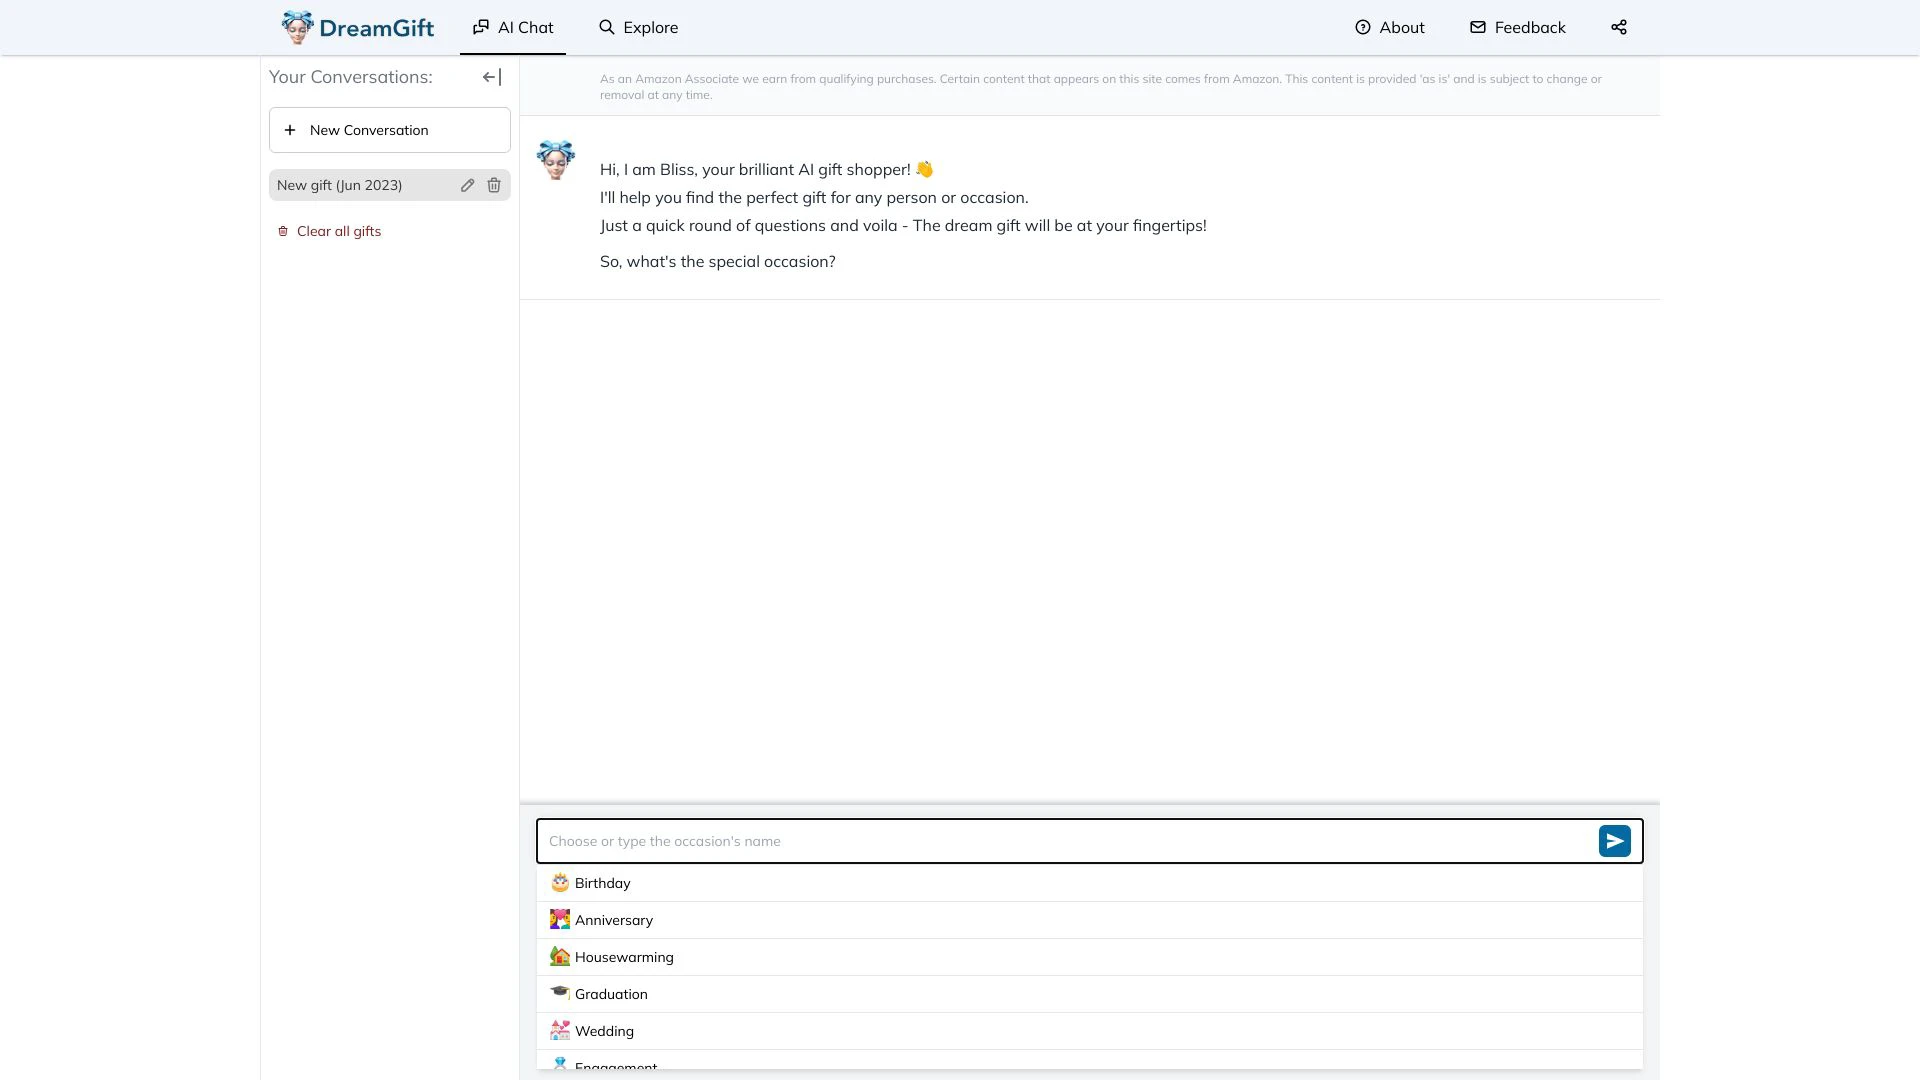 DreamGift
AI Chat
Explore
About
Feedback
Your Conversations:
New Conversation
New gift (Jun 2023)
Clear all gifts
As an Amazon Associate we earn from qualifying purchases. Certain content that appears on this site comes from Amazon. This content is provided 'as is' and is subject to change or
removal at any time.
Hi, I am Bliss, your brilliant AI gift shopper! 👋
I'll help you find the perfect gift for any person or occasion.
Just a quick round of questions and voila - The dream gift will be at your fingertips!
So, what's the special occasion?
Choose or type the occasion's name
Birthday
Anniversary
Housewarming
Graduation
Wedding
Engagement